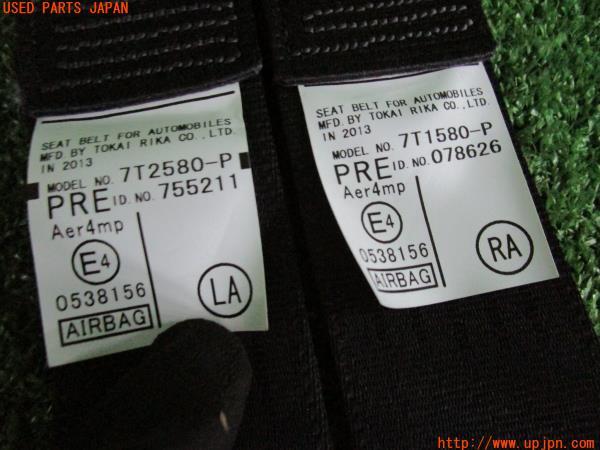 USED PARTS JAPAN
SEAT BELT FOR AUTOMOBILES
MFD BY TOKAI RIKA CO., LTD.
IN 2013
MODEL NO. 7T2580-P
PRE ID. NO. 755211
Aer4mp
E4
0538156
AIRBAG
LA
SEAT BELT FOR AUTOMOBILES
MFD BY TOKAI RIKA CO., LTD.
IN 2013
MODEL NO. 7T1580-P
PRE ID. NO. 078626
Aer4mp
E4
0538156
AIRBAG
RA
http://www.upjpn.com/